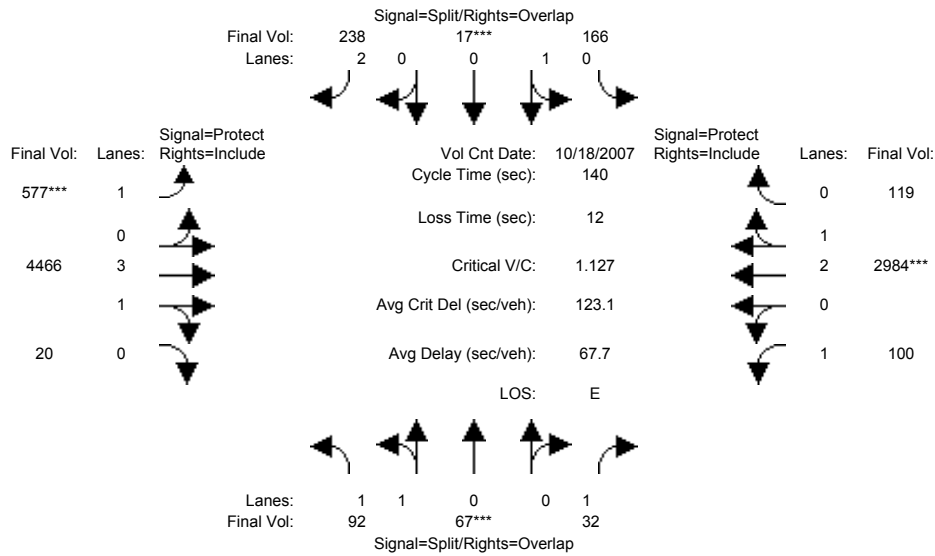 Signal=Split/Rights=Overlap
Final Vol: 238 17*** 166
Lanes: 2 0 0 1 0
Signal=Protect Signal=Protect
Final Vol: Lanes: Rights=Include Vol Cnt Date: 10/18/2007 Rights=Include Lanes: Final Vol:
Cycle Time (sec): 140
577*** 1 0 119
Loss Time (sec): 12
0 1
4466 3 Critical V/C: 1.127 2 2984***
1 Avg Crit Del (sec/veh): 123.1 0
20 0 Avg Delay (sec/veh): 67.7 1 100
LOS: E
Lanes: 1 1 0 0 1
Final Vol: 92 67*** 32
Signal=Split/Rights=Overlap